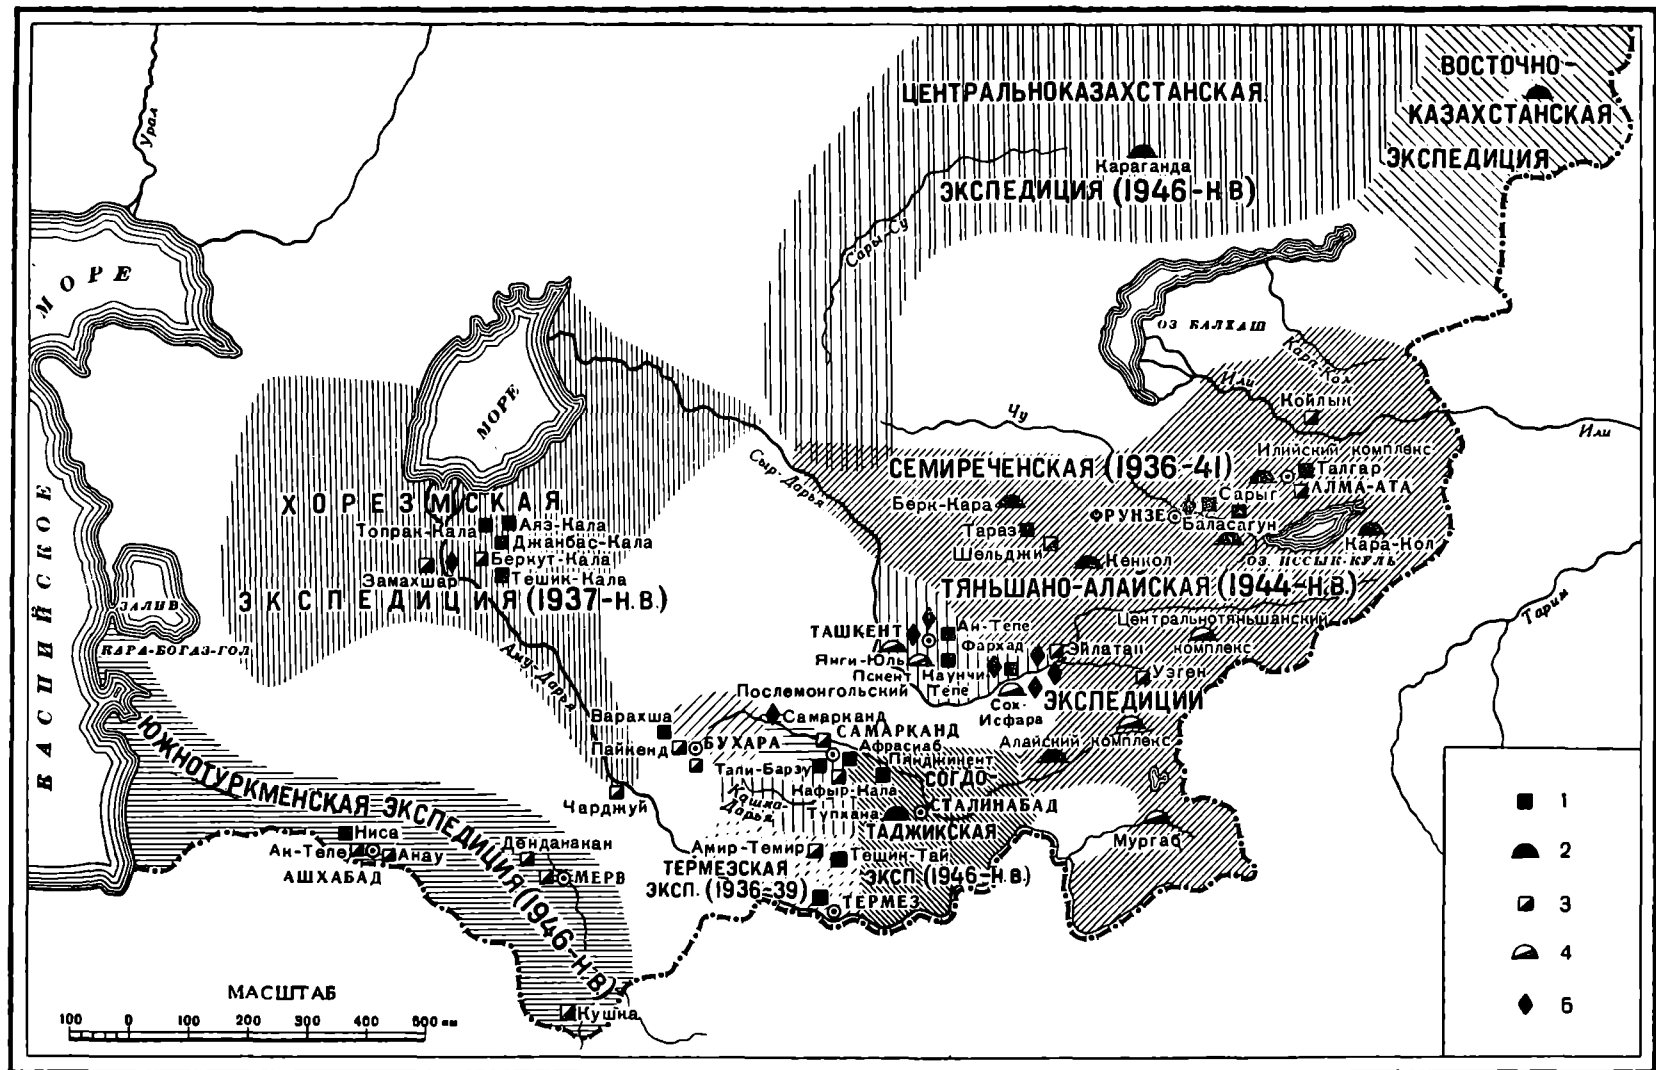 ВОСТОЧНО-
КАЗАХСТАНСКАЯ
ЭКСПЕДИЦИЯ
ЦЕНТРАЛЬНОКАЗАХСТАНСКАЯ
Караганда
ЭКСПЕДИЦИЯ (1946-Н.В)
Урал
Сары-Су
МОРЕ
КАСПИЙСКОЕ
МОРЕ
ОЗ БАЛХАШ
Кара-Кол
Или
Койлык
Или
Чу
Илийский комплекс
Талгар
АЛМА-АТА
СЕМИРЕЧЕНСКАЯ (1936-41)
Сыр-Дарья
Берк-Кара
Сарыг
ФРУНЗЕ
Баласагун
Тараз
Шельджи
Кара-Кол
ОЗ. ИССЫК-КУЛЬ
Кенкол
ХОРЕЗМСКАЯ
Топрак-Кала
Аяз-Кала
Джанбас-Кала
Беркут-Кала
Замахшар
Тешик-Кала
ЭКСПЕДИЦИЯ (1937-Н.В.)
ТЯНЬШАНО-АЛАЙСКАЯ (1944-Н.В.)
Тарим
ЗАЛИВ
КАРА-БОГАЗ-ГОЛ
Центральнотяньшанский
комплекс
ТАШКЕНТ
Ак-Тепе
Фархад
Эйлатан
Янги-Юль
Пскент
Каунчи
Тепе
Узген
Аму-Дарья
Послемонгольский
Самарканд
Сох-
Исфара
ЭКСПЕДИЦИИ
Варахша
Пайкенд
БУХАРА
САМАРКАНД
Афрасиаб
Пянджикент
Алайский комплекс
Тали-Барзу
Кафыр-Кала
СОГДО-
Кашка-
Дарья
Тупхана
СТАЛИНАБАД
ТАДЖИКСКАЯ
Мургаб
Чарджуй
ЮЖНОТУРКМЕНСКАЯ ЭКСПЕДИЦИЯ (1946-Н.В)
Ниса
Ак-Тепе
Анау
АШХАБАД
Денданакан
МЕРВ
Амир-Темир
Тешик-Таш
ТЕРМЕЗСКАЯ
ЭКСП. (1936-39)
ЭКСП (1946-Н.В.)
ТЕРМЕЗ
Кушка
МАСШТАБ
100 0 100 200 300 400 500 км
1
2
3
4
5